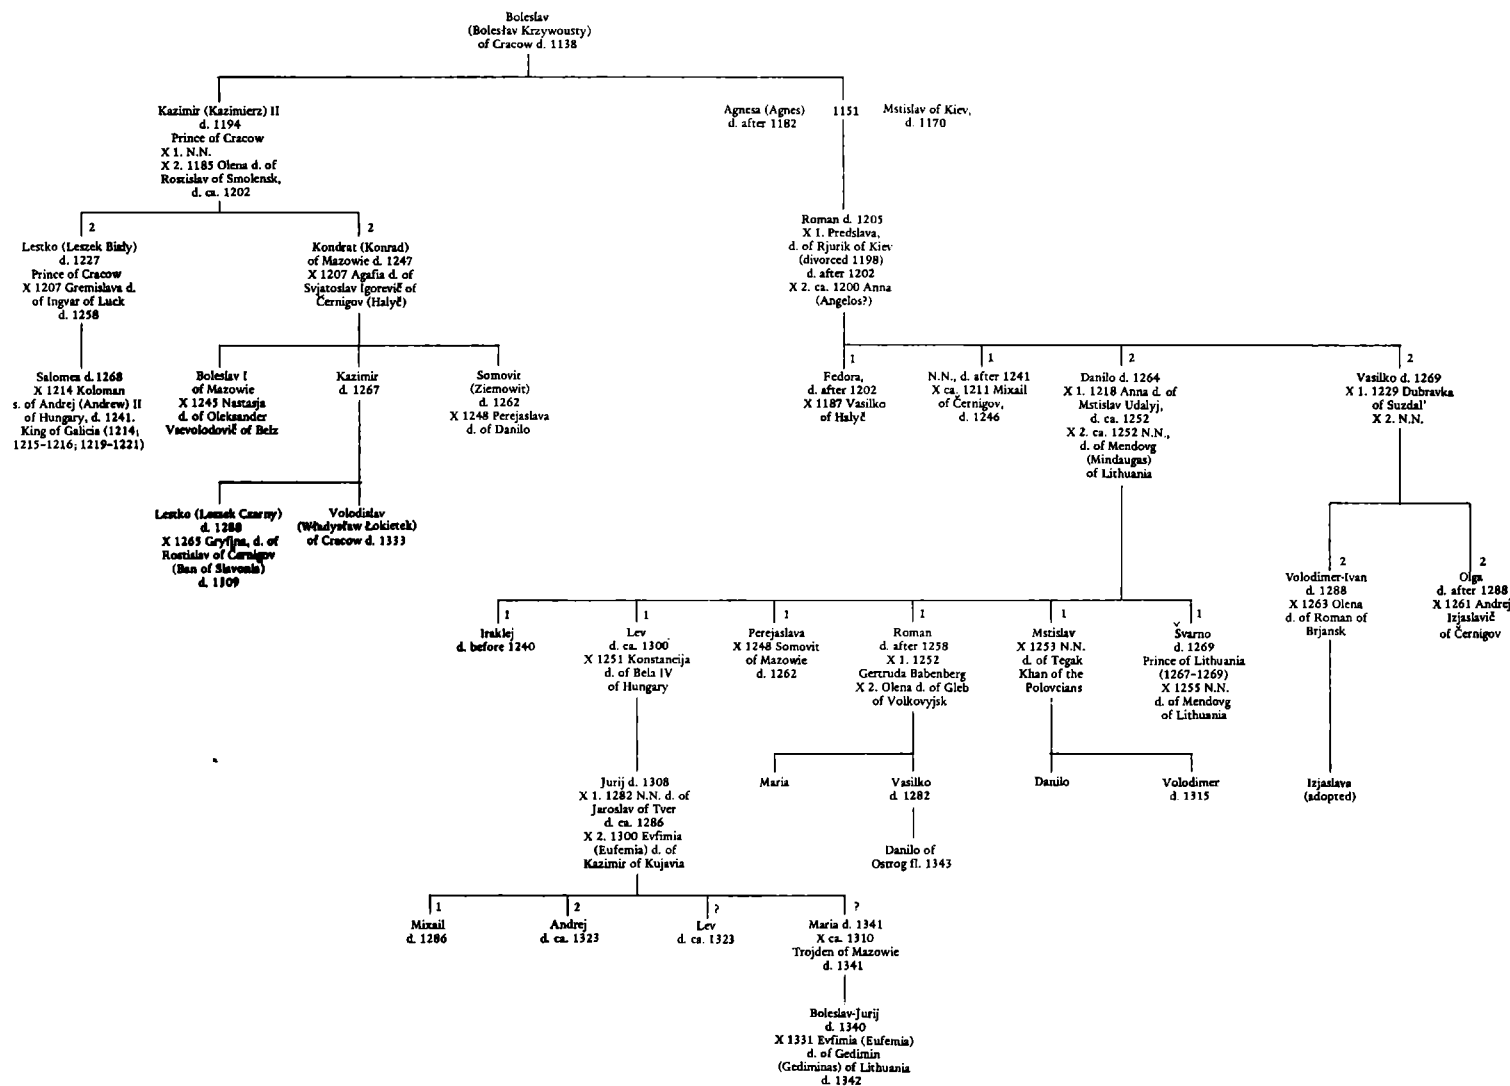 Boleslav
(Bolesław Krzywousty)
of Cracow d. 1138
Kazimir (Kazimierz) II
d. 1194
Prince of Cracow
X 1. N.N.
X 2. 1185 Olena d. of
Rostislav of Smolensk,
d. ca. 1202
Agnesa (Agnes)
d. after 1182
1151
Mstislav of Kiev,
d. 1170
2
Lestko (Leszek Biały)
d. 1227
Prince of Cracow
X 1207 Gremislava d.
of Ingvar of Luck
d. 1258
2
Kondrat (Konrad)
of Mazowie d. 1247
X 1207 Agafia d. of
Svjatoslav Igorevič of
Černigov (Halyč)
Roman d. 1205
X 1. Predslava,
d. of Rjurik of Kiev
(divorced 1198)
d. after 1202
X 2. ca. 1200 Anna
(Angelos?)
Salomea d. 1268
X 1214 Koloman
s. of Andrej (Andrew) II
of Hungary, d. 1241.
King of Galicia (1214;
1215-1216; 1219-1221)
Boleslav I
of Mazowie
X 1245 Nastasja
d. of Oleksander
Vsevolodovič of Belz
Kazimir
d. 1267
Somovit
(Ziemowit)
d. 1262
X 1248 Perejaslava
d. of Danilo
1
Fedora,
d. after 1202
X 1187 Vasilko
of Halyč
1
N.N., d. after 1241
X ca. 1211 Mixail
of Černigov,
d. 1246
2
Danilo d. 1264
X 1. 1218 Anna d. of
Mstislav Udalyj,
d. ca. 1252
X 2. ca. 1252 N.N.,
d. of Mendovg
(Mindaugas)
of Lithuania
2
Vasilko d. 1269
X 1. 1229 Dubravka
of Suzdal'
X 2. N.N.
Lestko (Leszek Czarny)
d. 1288
X 1265 Gryfina, d. of
Rostislav of Černigov
(Ban of Slavonia)
d. 1309
Volodislav
(Władysław Łokietek)
of Cracow d. 1333
2
Volodimer-Ivan
d. 1288
X 1263 Olena
d. of Roman of
Brjansk
2
Olga
d. after 1288
X 1261 Andrej
Izjaslavič
of Černigov
1
Iraklej
d. before 1240
1
Lev
d. ca. 1300
X 1251 Konstancija
d. of Bela IV
of Hungary
1
Perejaslava
X 1248 Somovit
of Mazowie
d. 1262
1
Roman
d. after 1258
X 1. 1252
Gertruda Babenberg
X 2. Olena d. of Gleb
of Volkovyjsk
1
Mstislav
X 1253 N.N.
d. of Tegak
Khan of the
Polovcians
1
Švarno
d. 1269
Prince of Lithuania
(1267-1269)
X 1255 N.N.
d. of Mendovg
of Lithuania
Jurij d. 1308
X 1. 1282 N.N. d. of
Jaroslav of Tver
d. ca. 1286
X 2. 1300 Evfimia
(Eufemia) d. of
Kazimir of Kujavia
Maria
Vasilko
d. 1282
Danilo
Volodimer
d. 1315
Izjaslava
(adopted)
Danilo of
Ostrog fl. 1343
1
Mixail
d. 1286
2
Andrej
d. ca. 1323
?
Lev
d. ca. 1323
?
Maria d. 1341
X ca. 1310
Trojden of Mazowie
d. 1341
Boleslav-Jurij
d. 1340
X 1331 Evfimia (Eufemia)
d. of Gedimin
(Gediminas) of Lithuania
d. 1342